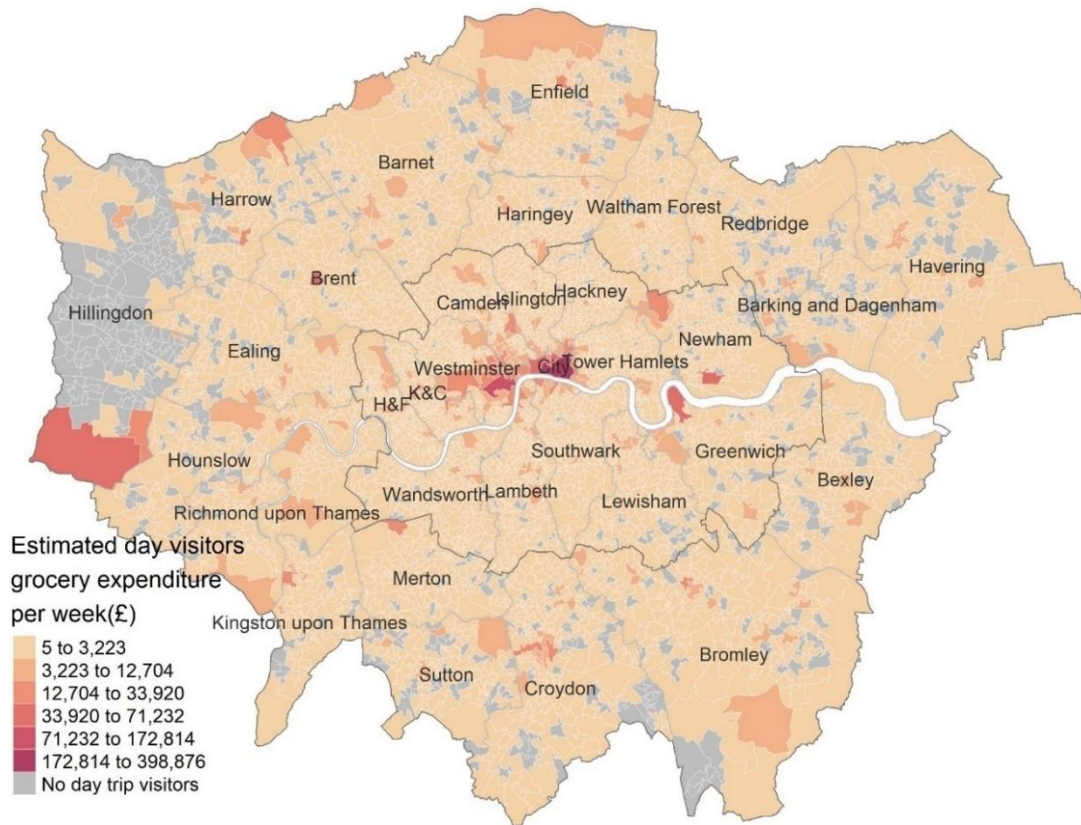 Enfield
Barnet
Harrow
Haringey
Waltham Forest
Redbridge
Havering
Brent
Camden
Islington
Hackney
Barking and Dagenham
Hillingdon
Ealing
Newham
Westminster
City
Tower Hamlets
K&C
H&F
Hounslow
Southwark
Greenwich
Bexley
Wandsworth
Lambeth
Lewisham
Richmond upon Thames
Merton
Kingston upon Thames
Bromley
Sutton
Croydon
Estimated day visitors
grocery expenditure
per week(£)
5 to 3,223
3,223 to 12,704
12,704 to 33,920
33,920 to 71,232
71,232 to 172,814
172,814 to 398,876
No day trip visitors